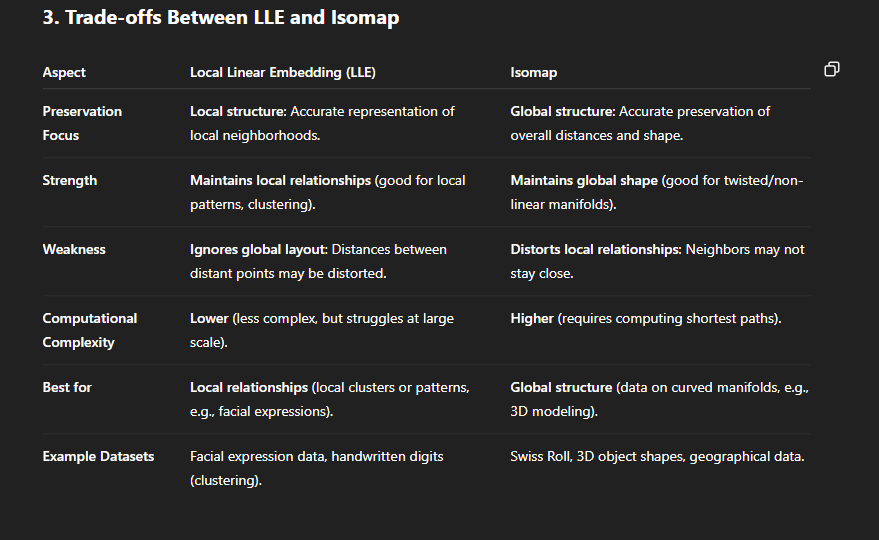 3. Trade-offs Between LLE and Isomap
Aspect Local Linear Embedding (LLE) Isomap
Preservation Local structure: Accurate representation of Global structure: Accurate preservation of
Focus local neighborhoods. overall distances and shape.
Strength Maintains local relationships (good for local Maintains global shape (good for twisted/non-
patterns, clustering). linear manifolds).
Weakness Ignores global layout: Distances between Distorts local relationships: Neighbors may not
distant points may be distorted. stay close.
Computational Lower (less complex, but struggles at large Higher (requires computing shortest paths).
Complexity scale).
Best for Local relationships (local clusters or patterns, Global structure (data on curved manifolds, e.g.,
e.g., facial expressions). 3D modeling).
Example Datasets Facial expression data, handwritten digits Swiss Roll, 3D object shapes, geographical data.
(clustering).